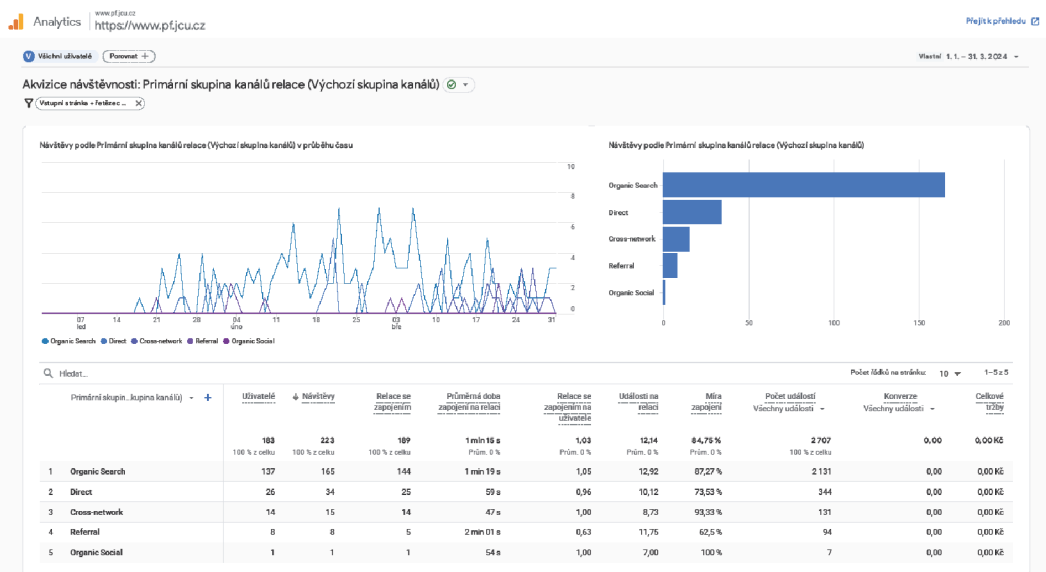 Analytics
www.pf.jcu.cz
https://www.pf.jcu.cz
Přejít k přehledu
V Všichni uživatelé
Porovnat +
Vlastní 1. 1. – 31. 3. 2024
Akvizice návštěvnosti: Primární skupina kanálů relace (Výchozí skupina kanálů)
Vstupní stránka + řetězec ... X
Návštěvy podle Primární skupina kanálů relace (Výchozí skupina kanálů) v průběhu času
10
8
6
4
2
0
07 led
14
21
28
04 úno
11
18
25
03 bře
10
17
24
31
Organic Search
Direct
Cross-network
Referral
Organic Social
Návštěvy podle Primární skupina kanálů relace (Výchozí skupina kanálů)
Organic Search
Direct
Cross-network
Referral
Organic Social
0 50 100 150 200
Hledat...
Počet řádků na stránku: 10 1–5 z 5
Primární skupin...kupina kanálů) +
Uživatelé
↓ Návštěvy
Relace se zapojením
Průměrná doba zapojení na relaci
Relace se zapojením na uživatele
Události na relaci
Míra zapojení
Počet událostí
Všechny události
Konverze
Všechny události
Celkové tržby
183 223 189 1 min 15 s 1,03 12,14 84,75 % 2 707 0,00 0,00 Kč
100 % z celku 100 % z celku 100 % z celku Prům. 0 % Prům. 0 % Prům. 0 % Prům. 0 % 100 % z celku
1 Organic Search 137 165 144 1 min 19 s 1,05 12,92 87,27 % 2 131 0,00 0,00 Kč
2 Direct 26 34 25 59 s 0,96 10,12 73,53 % 344 0,00 0,00 Kč
3 Cross-network 14 15 14 47 s 1,00 8,73 93,33 % 131 0,00 0,00 Kč
4 Referral 8 8 5 2 min 01 s 0,63 11,75 62,5 % 94 0,00 0,00 Kč
5 Organic Social 1 1 1 54 s 1,00 7,00 100 % 7 0,00 0,00 Kč